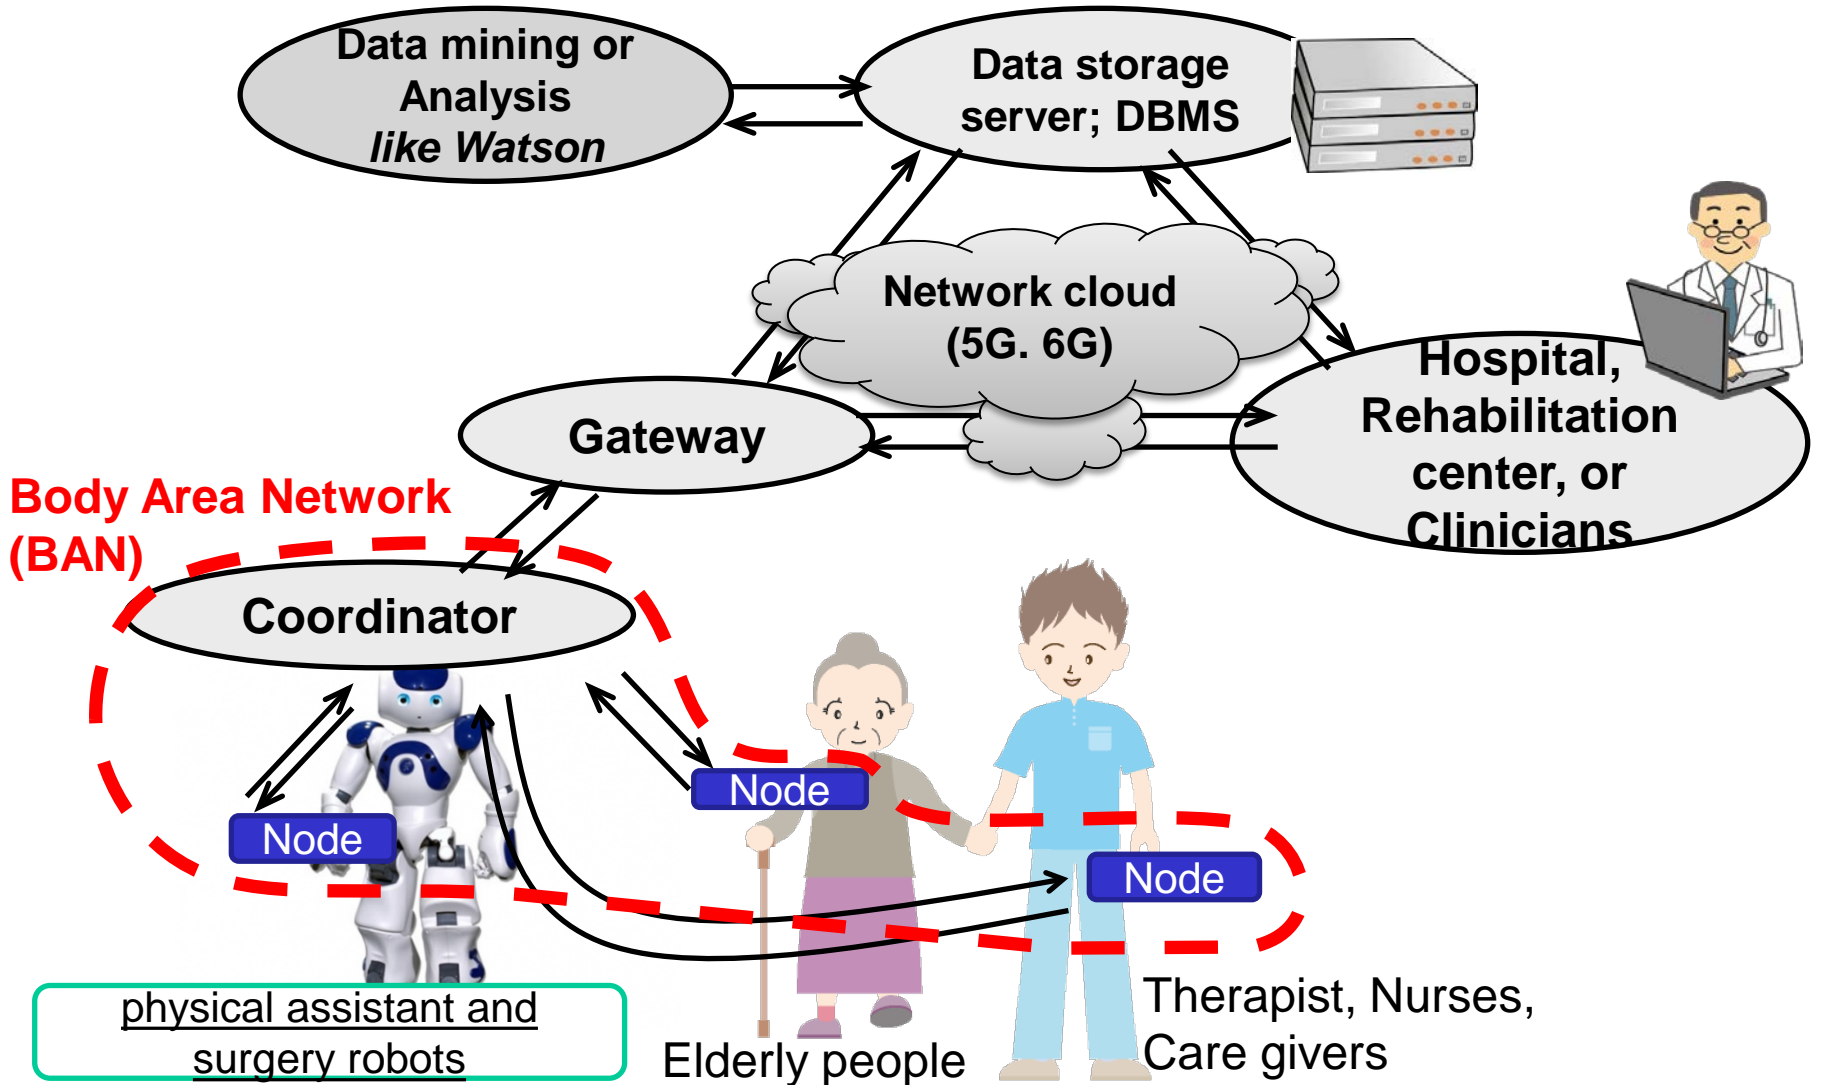 Data mining or
Analysis
like Watson
Data storage
server; DBMS
Network cloud
(5G. 6G)
Hospital,
Rehabilitation
center, or
Clinicians
Gateway
Body Area Network
(BAN)
Coordinator
Node
Node
Node
physical assistant and
surgery robots
Elderly people
Therapist, Nurses,
Care givers